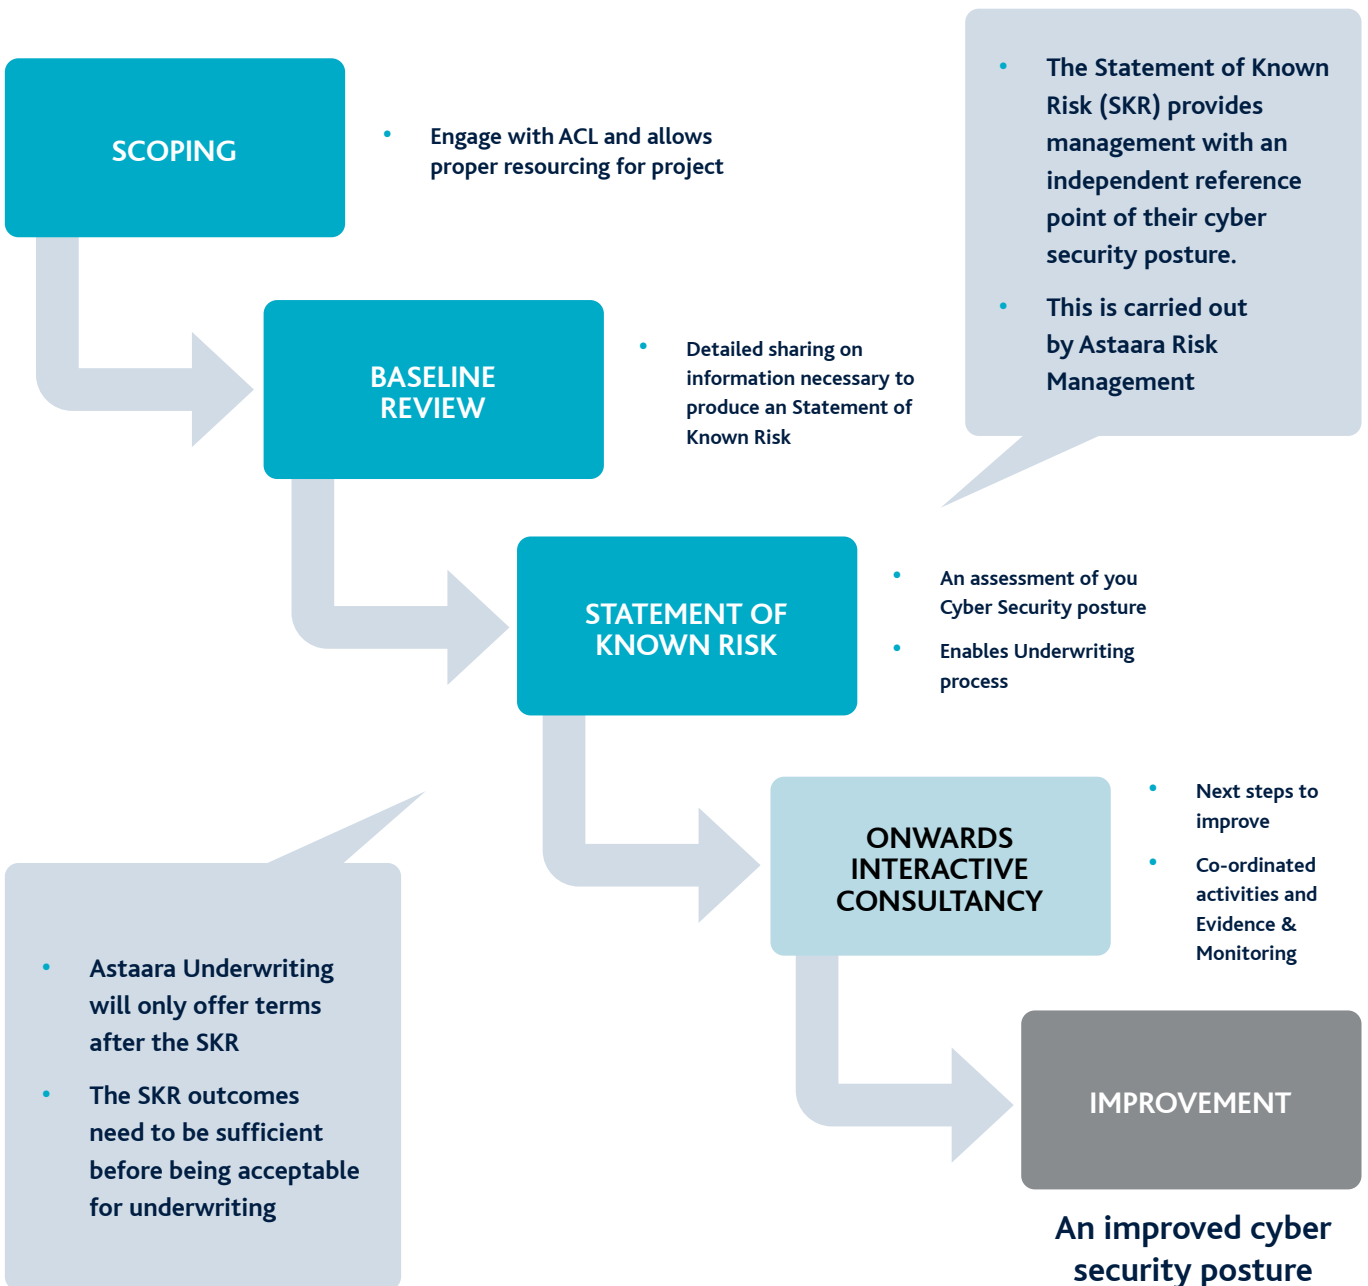 SCOPING
• Engage with ACL and allows
proper resourcing for project
• The Statement of Known
Risk (SKR) provides
management with an
independent reference
point of their cyber
security posture.
• This is carried out
by Astaara Risk
Management
BASELINE
REVIEW
• Detailed sharing on
information necessary to
produce an Statement of
Known Risk
STATEMENT OF
KNOWN RISK
• An assessment of you
Cyber Security posture
• Enables Underwriting
process
ONWARDS
INTERACTIVE
CONSULTANCY
• Next steps to
improve
• Co-ordinated
activities and
Evidence &
Monitoring
• Astaara Underwriting
will only offer terms
after the SKR
• The SKR outcomes
need to be sufficient
before being acceptable
for underwriting
IMPROVEMENT
An improved cyber
security posture